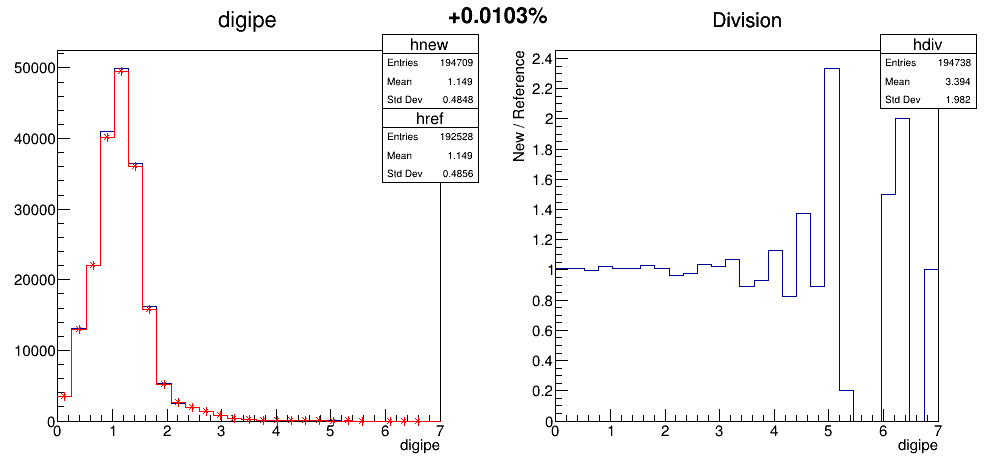 digipe
+0.0103%
Division
hnew
Entries 194709
Mean 1.149
Std Dev 0.4848
href
Entries 192528
Mean 1.149
Std Dev 0.4856
50000
40000
30000
20000
10000
0
0 1 2 3 4 5 6 7
digipe
hdiv
Entries 194738
Mean 3.394
Std Dev 1.982
New / Reference
2.4
2.2
2
1.8
1.6
1.4
1.2
1
0.8
0.6
0.4
0.2
0
0 1 2 3 4 5 6 7
digipe